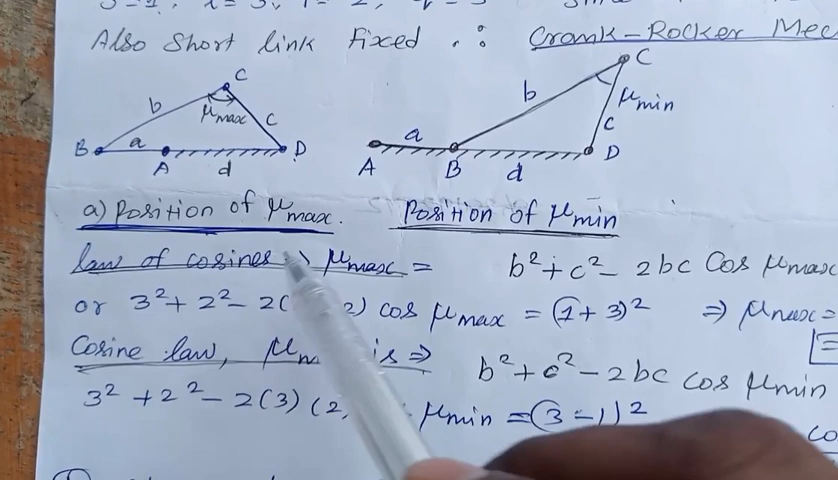 Also Short link Fixed ∴ Crank-Rocker Mec
C
b
μmax
c
B
a
A
d
D
C
b
μmin
c
a
A
B
d
D
a) Position of μmax. Position of μmin
law of cosines μmax = b² + c² - 2bc Cos μmax
or 3² + 2² - 2( 2) cos μmax = (1+3)² ⇒ μmax =
Cosine law, is ⇒ b² + c² - 2bc cos μmin
3² + 2² - 2(3)(2 μmin = (3-1)²
co